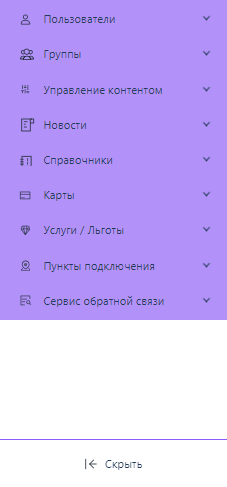 Пользователи
Группы
Управление контентом
Новости
Справочники
Карты
Услуги / Льготы
Пункты подключения
Сервис обратной связи
Скрыть